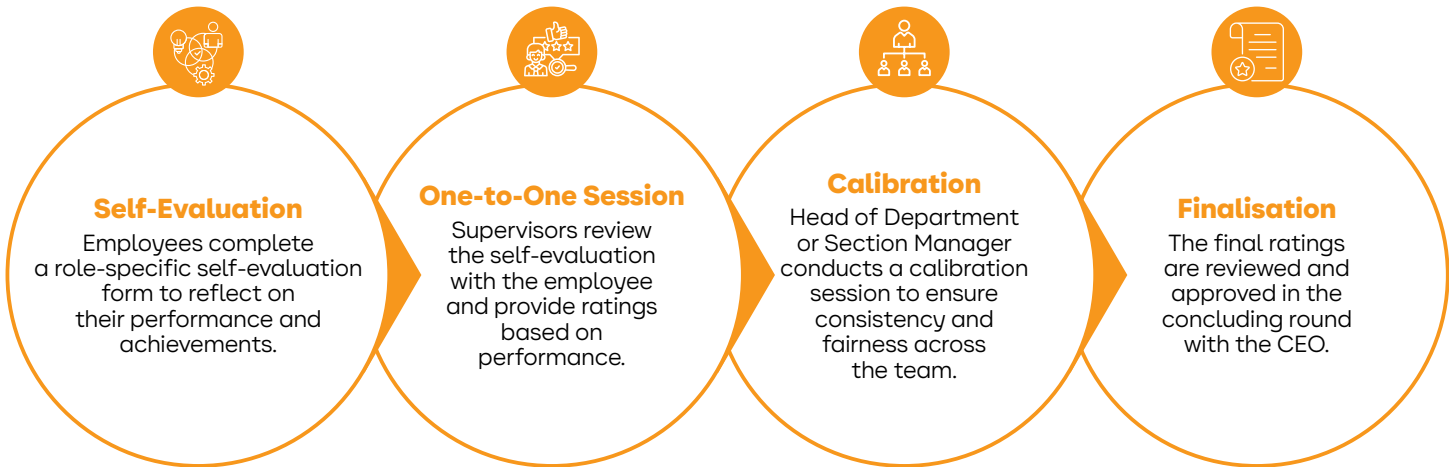 Self-Evaluation
Employees complete
a role-specific self-evaluation
form to reflect on
their performance and
achievements.
One-to-One Session
Supervisors review
the self-evaluation
with the employee
and provide ratings
based on
performance.
Calibration
Head of Department
or Section Manager
conducts a calibration
session to ensure
consistency and
fairness across
the team.
Finalisation
The final ratings
are reviewed and
approved in the
concluding round
with the CEO.